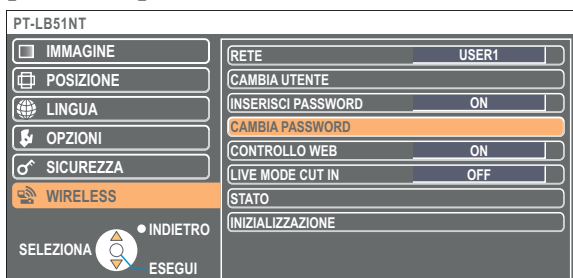 PT-LB51NT
IMMAGINE
POSIZIONE
LINGUA
OPZIONI
SICUREZZA
WIRELESS
INDIETRO
SELEZIONA
ESEGUI
RETE USER1
CAMBIA UTENTE
INSERISCI PASSWORD ON
CAMBIA PASSWORD
CONTROLLO WEB ON
LIVE MODE CUT IN OFF
STATO
INIZIALIZZAZIONE